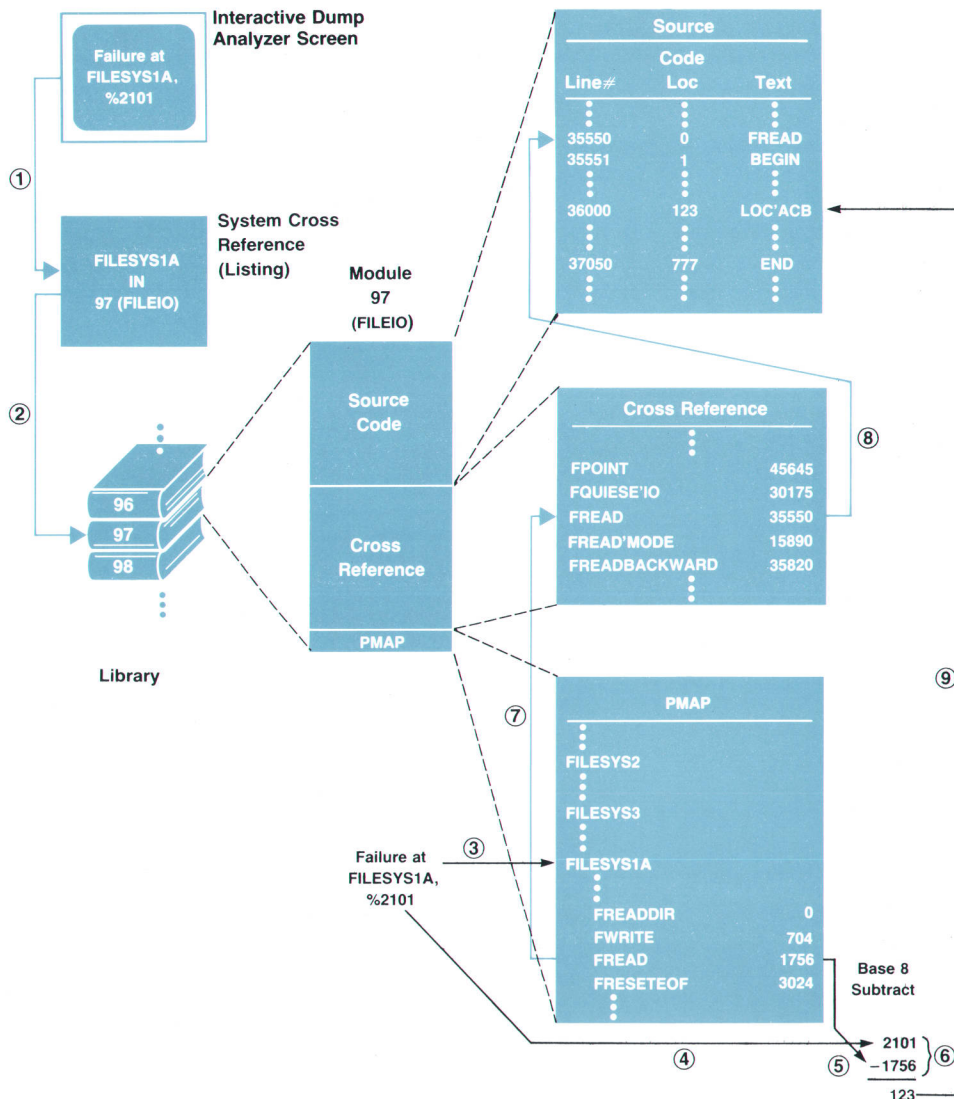 Interactive Dump
Analyzer Screen
Failure at
FILESYS1A,
%2101
①
System Cross
Reference
(Listing)
FILESYS1A
IN
97 (FILEIO)
②
96
97
98
Library
Module
97
(FILEIO)
Source
Code
Cross
Reference
PMAP
Source
Code
Line# Loc Text
35550 0 FREAD
35551 1 BEGIN
36000 123 LOC'ACB
37050 777 END
⑧
Cross Reference
FPOINT 45645
FQUIESE'IO 30175
FREAD 35550
FREAD'MODE 15890
FREADBACKWARD 35820
⑨
⑦
PMAP
FILESYS2
FILESYS3
FILESYS1A
FREADDIR 0
FWRITE 704
FREAD 1756
FRESETEOF 3024
Failure at
FILESYS1A,
%2101
③
④
Base 8
Subtract
⑤
2101
−1756
⑥
123